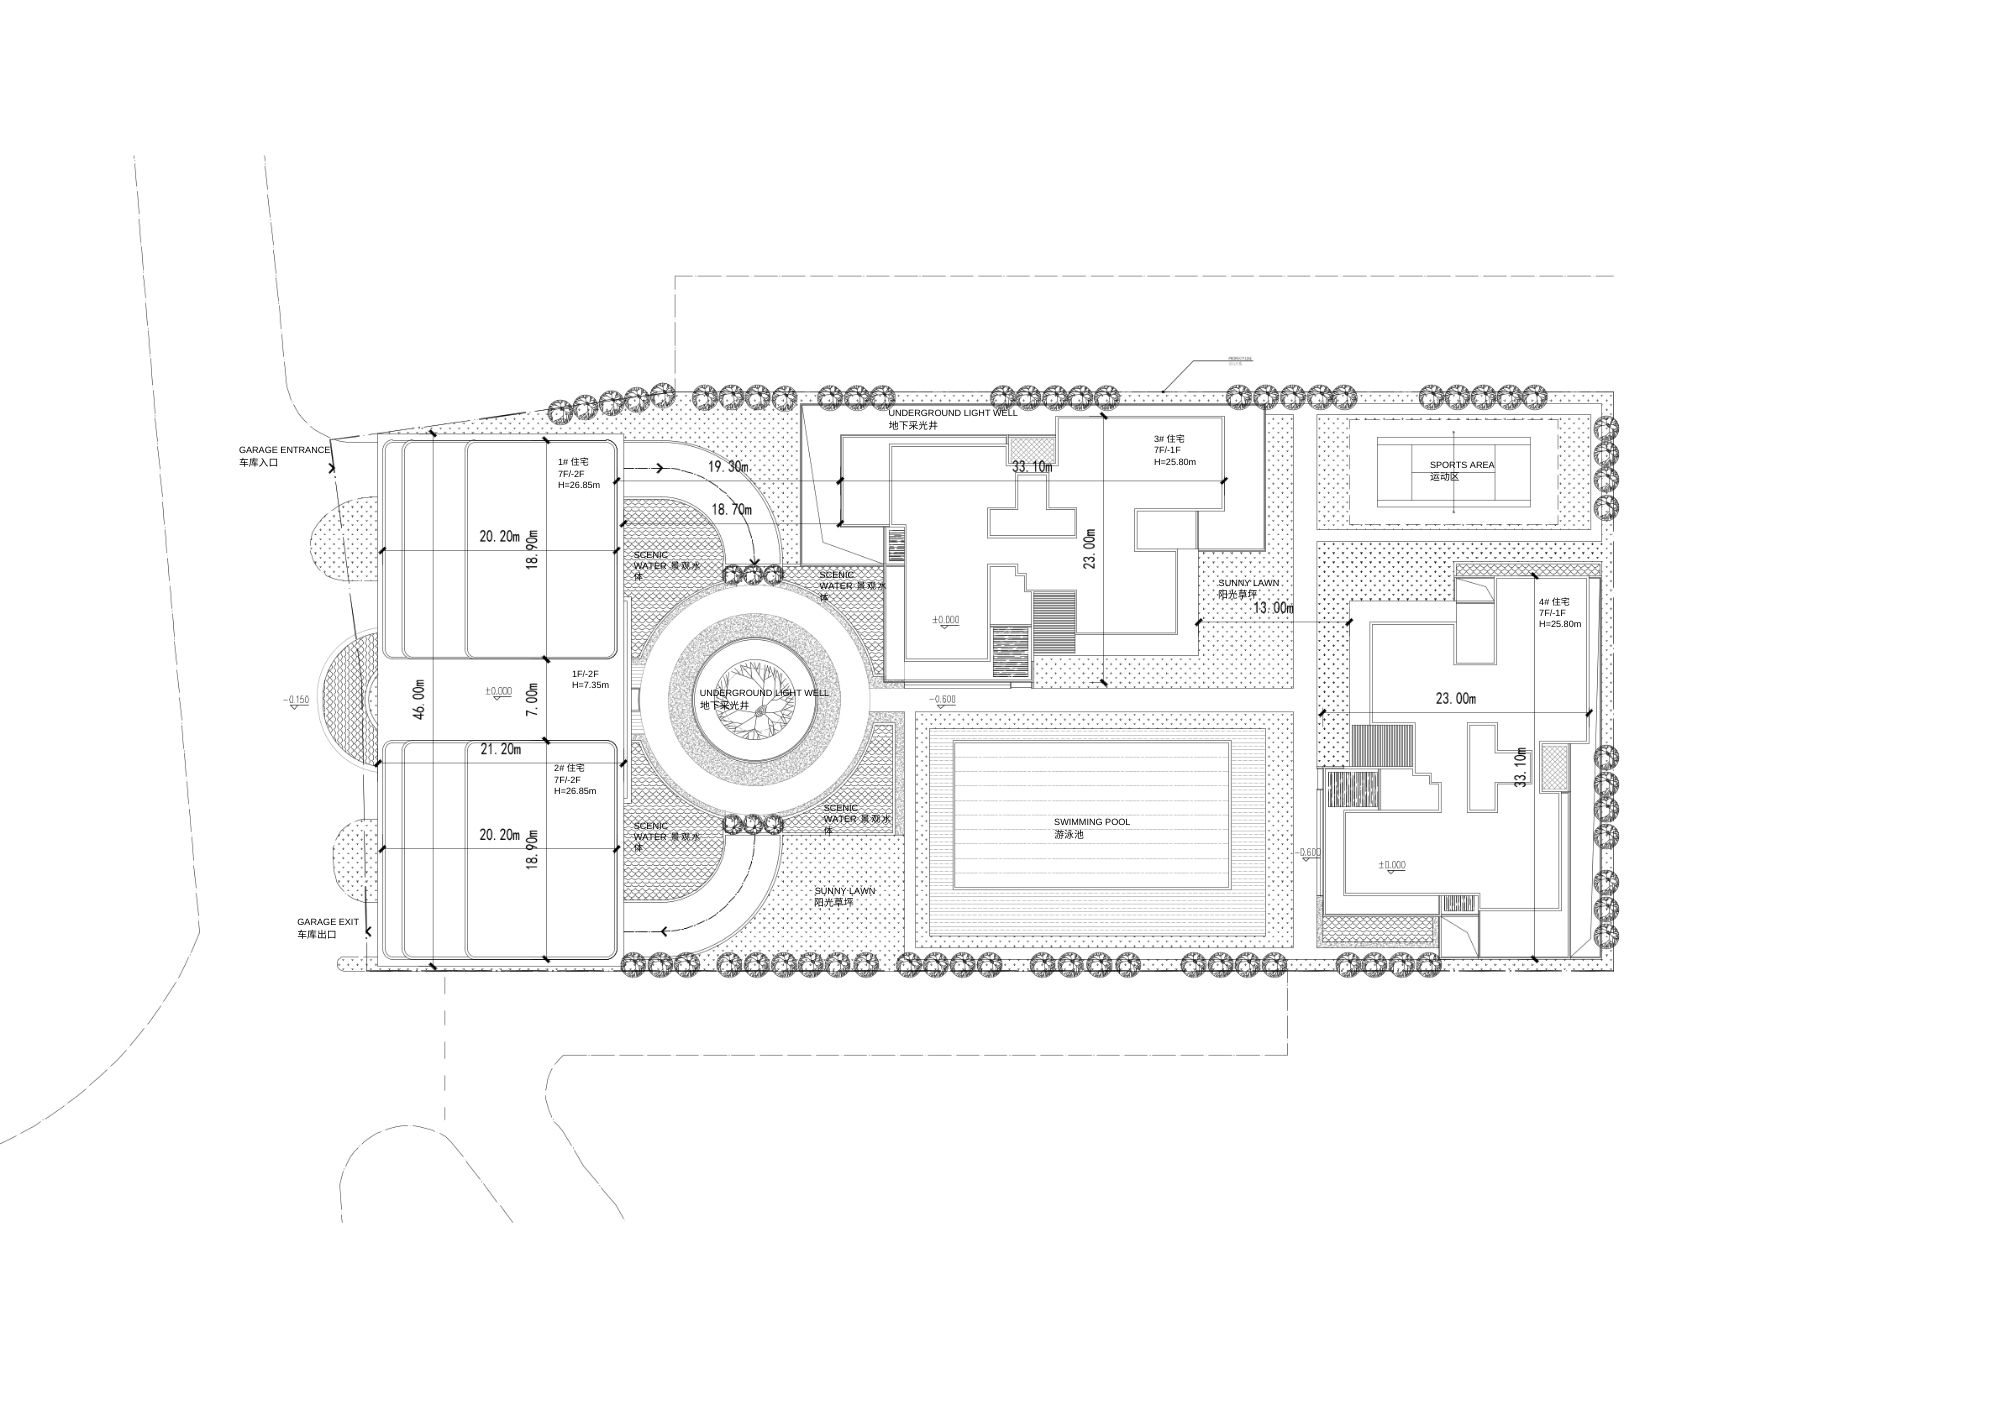 UNDERGROUND LIGHT WELL
地下采光井
GARAGE ENTRANCE
车库入口
1# 住宅
7F/-2F
H=26.85m
19.30m
33.10m
3# 住宅
7F/-1F
H=25.80m
SPORTS AREA
运动区
18.70m
20.20m
18.90m
23.00m
SCENIC
WATER 景观水
体
SCENIC
WATER 景观水
体
SUNNY LAWN
阳光草坪
13.00m
4# 住宅
7F/-1F
H=25.80m
±0.000
1F/-2F
H=7.35m
-0.150
46.00m
±0.000
7.00m
UNDERGROUND LIGHT WELL
地下采光井
-0.600
23.00m
21.20m
2# 住宅
7F/-2F
H=26.85m
33.10m
SCENIC
WATER 景观水
体
SCENIC
WATER 景观水
体
20.20m
18.90m
SWIMMING POOL
游泳池
-0.600
±0.000
SUNNY LAWN
阳光草坪
GARAGE EXIT
车库出口